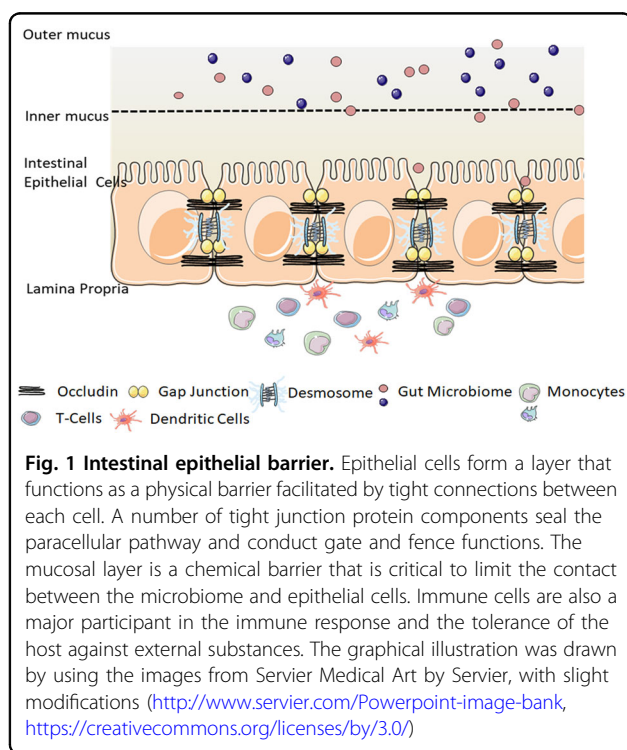 Outer mucus
Inner mucus
Intestinal
Epithelial Cells
Lamina Propria
Occludin Gap Junction Desmosome Gut Microbiome Monocytes
T-Cells Dendritic Cells
Fig. 1 Intestinal epithelial barrier. Epithelial cells form a layer that
functions as a physical barrier facilitated by tight connections between
each cell. A number of tight junction protein components seal the
paracellular pathway and conduct gate and fence functions. The
mucosal layer is a chemical barrier that is critical to limit the contact
between the microbiome and epithelial cells. Immune cells are also a
major participant in the immune response and the tolerance of the
host against external substances. The graphical illustration was drawn
by using the images from Servier Medical Art by Servier, with slight
modifications (http://www.servier.com/Powerpoint-image-bank,
https://creativecommons.org/licenses/by/3.0/)